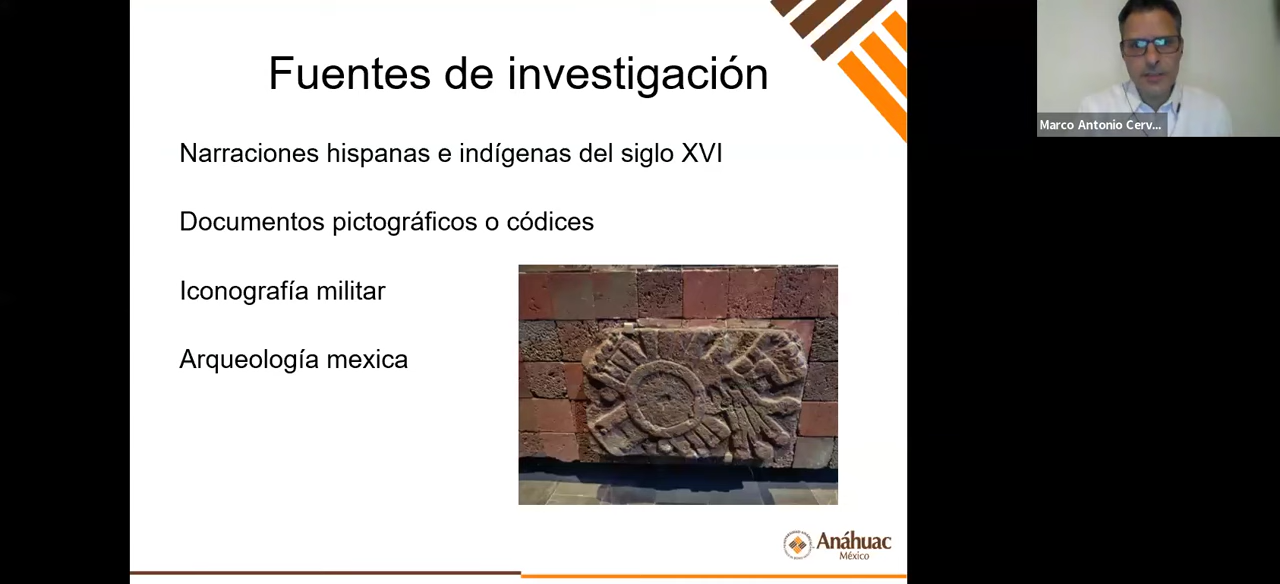 Fuentes de investigación
Marco Antonio Cerv...
Narraciones hispanas e indígenas del siglo XVI
Documentos pictográficos o códices
Iconografía militar
Arqueología mexica
Anáhuac
México